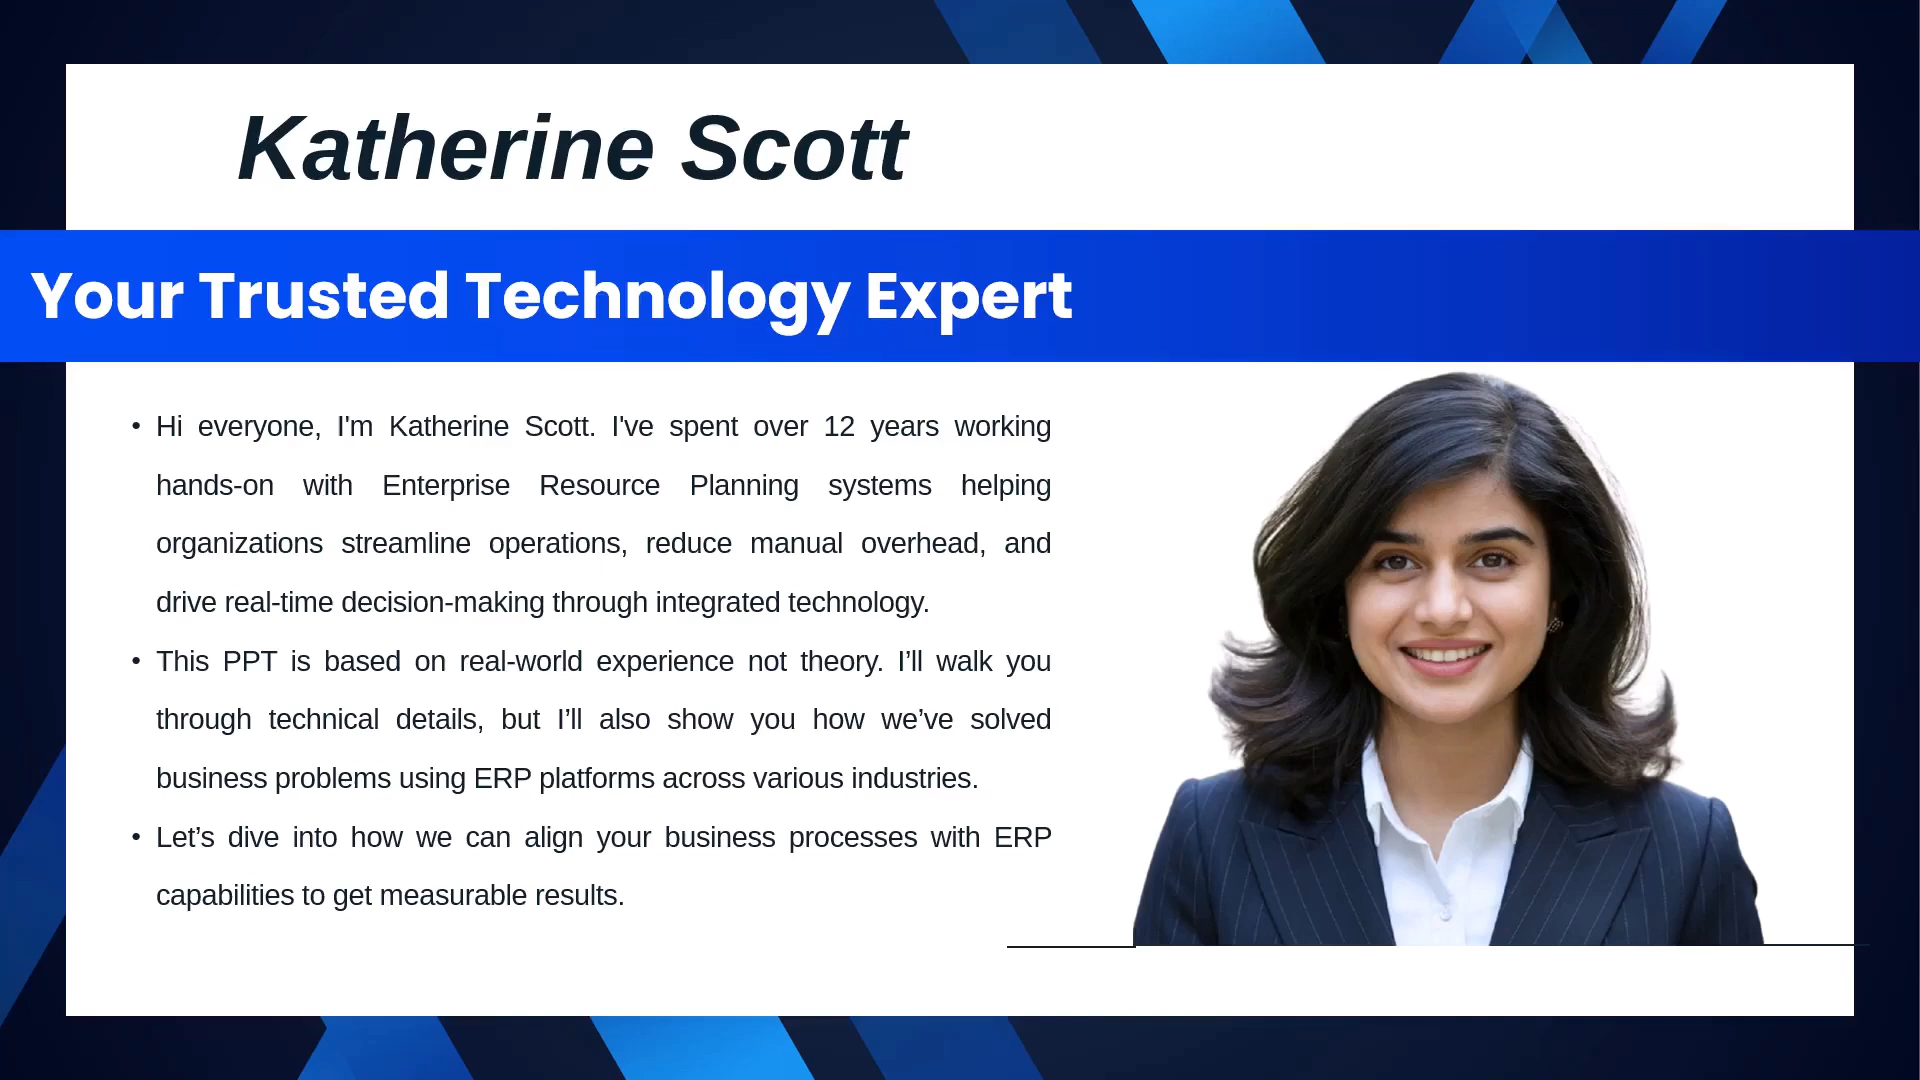 Katherine Scott
Your Trusted Technology Expert
• Hi everyone, I'm Katherine Scott. I've spent over 12 years working
hands-on with Enterprise Resource Planning systems helping
organizations streamline operations, reduce manual overhead, and
drive real-time decision-making through integrated technology.
• This PPT is based on real-world experience not theory. I’ll walk you
through technical details, but I’ll also show you how we’ve solved
business problems using ERP platforms across various industries.
• Let’s dive into how we can align your business processes with ERP
capabilities to get measurable results.